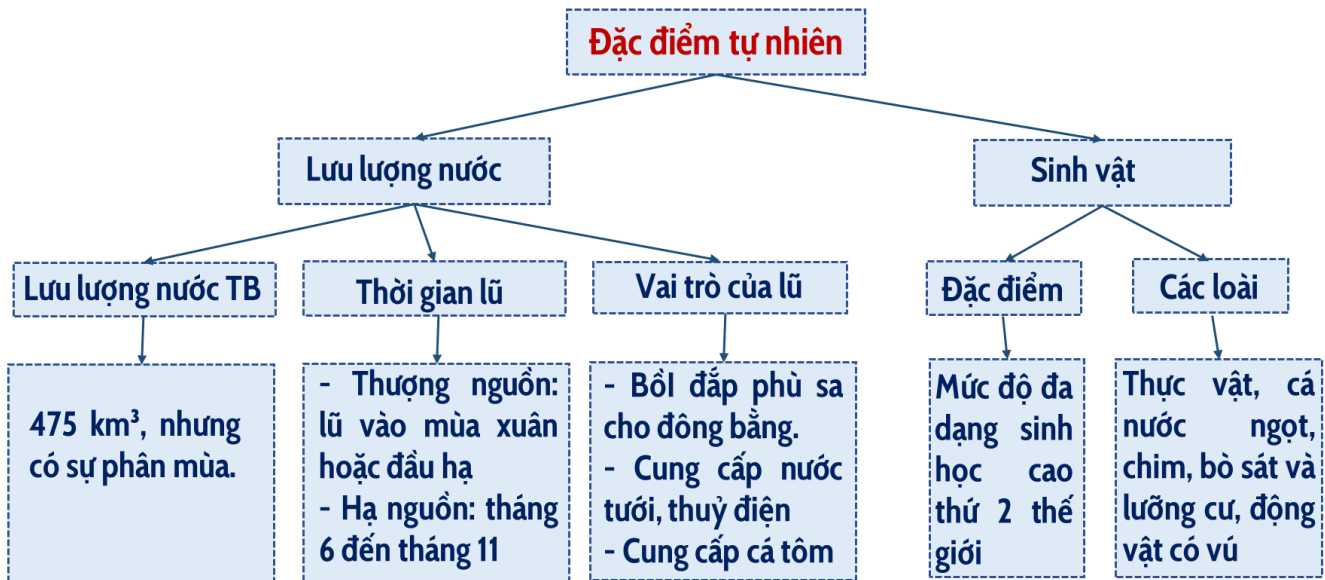 Đặc điểm tự nhiên
Lưu lượng nước
Sinh vật
Lưu lượng nước TB
Thời gian lũ
Vai trò của lũ
Đặc điểm
Các loài
475 km³, nhưng
có sự phân mùa.
- Thượng nguồn:
lũ vào mùa xuân
hoặc đầu hạ
- Hạ nguồn: tháng
6 đến tháng 11
- Bồl đắp phù sa
cho đông bằng.
- Cung cấp nước
tưới, thuỷ điện
- Cung cấp cá tôm
Mức độ đa
dạng sinh
học cao
thứ 2 thế
giới
Thực vật, cá
nước ngọt,
chim, bò sát và
lưỡng cư, động
vật có vú